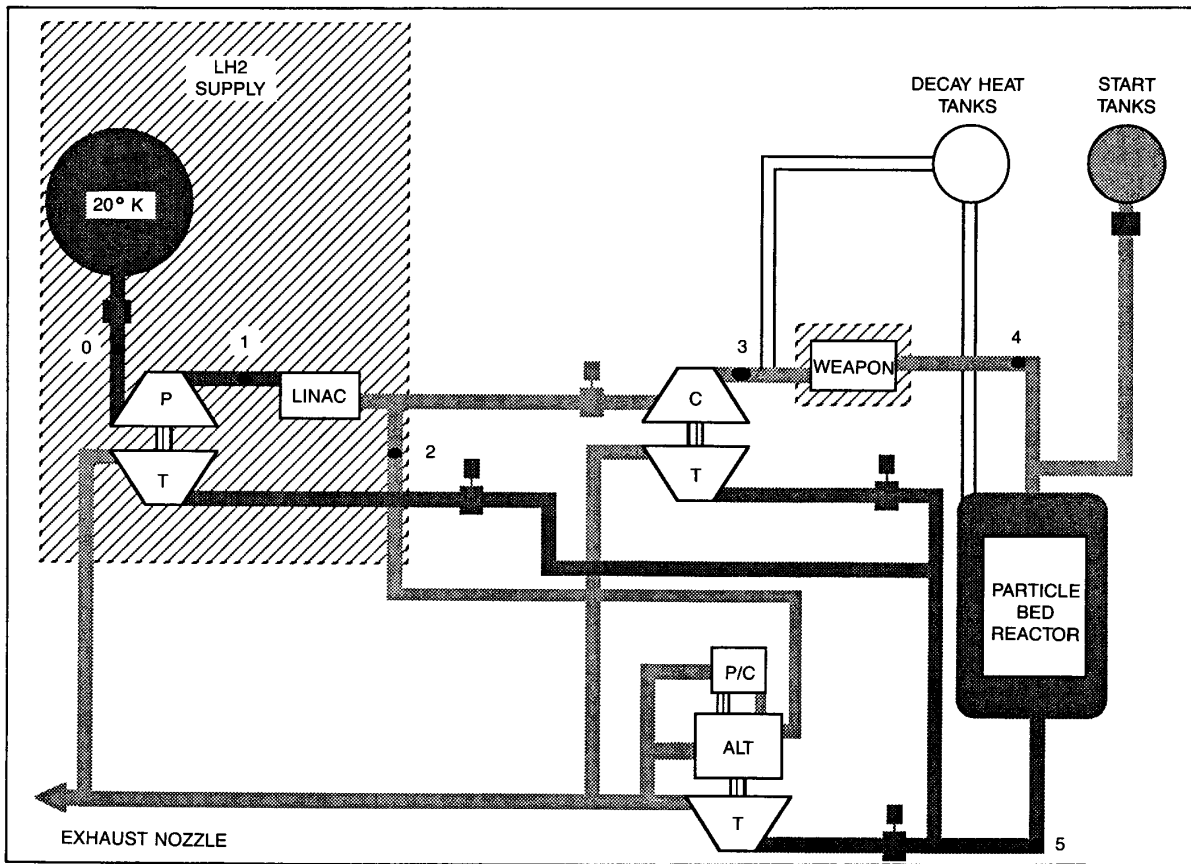 LH2
SUPPLY
DECAY HEAT
TANKS
START
TANKS
20° K
0
1
P
LINAC
T
2
3
C
T
WEAPON
4
PARTICLE
BED
REACTOR
P/C
ALT
T
5
EXHAUST NOZZLE